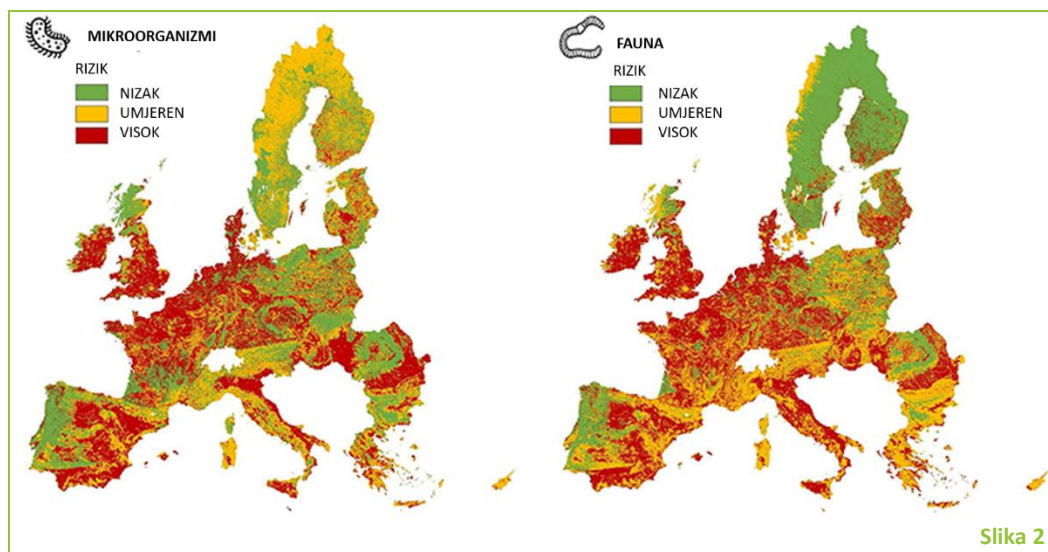 MIKROORGANIZMI
RIZIK
NIZAK
UMJEREN
VISOK
FAUNA
RIZIK
NIZAK
UMJEREN
VISOK
Slika 2